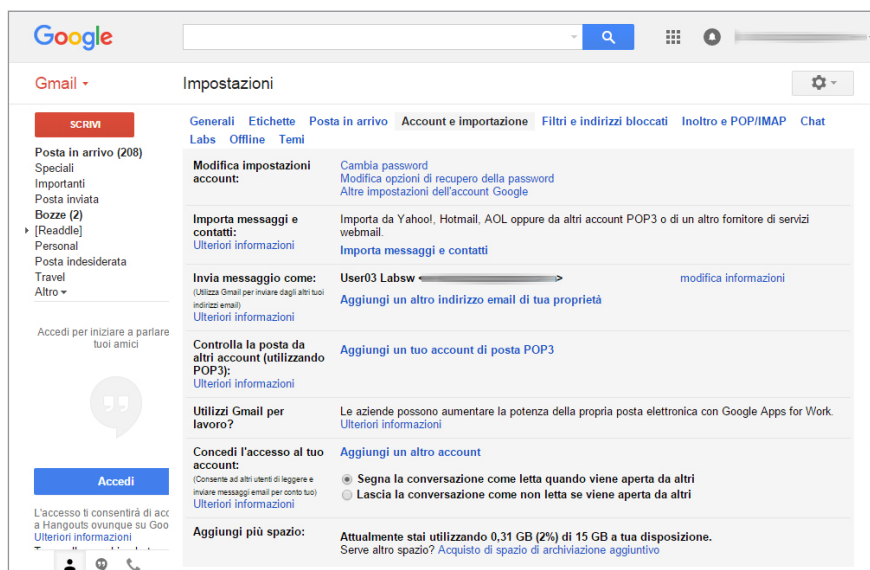 Google
Gmail
Impostazioni
SCRIVI
Posta in arrivo (208)
Speciali
Importanti
Posta inviata
Bozze (2)
[Readdle]
Personal
Posta indesiderata
Travel
Altro
Accedi per iniziare a parlare
tuoi amici
Accedi
L'accesso ti consentirà di acc
a Hangouts ovunque su Goo
Ulteriori informazioni
Generali Etichette Posta in arrivo Account e importazione Filtri e indirizzi bloccati Inoltro e POP/IMAP Chat
Labs Offline Temi
Modifica impostazioni
account:
Cambia password
Modifica opzioni di recupero della password
Altre impostazioni dell'account Google
Importa messaggi e
contatti:
Ulteriori informazioni
Importa da Yahoo!, Hotmail, AOL oppure da altri account POP3 o di un altro fornitore di servizi
webmail.
Importa messaggi e contatti
Invia messaggio come:
(Utilizza Gmail per inviare dagli altri tuoi
indirizzi email)
Ulteriori informazioni
User03 Labsw < >
modifica informazioni
Aggiungi un altro indirizzo email di tua proprietà
Controlla la posta da
altri account (utilizzando
POP3):
Ulteriori informazioni
Aggiungi un tuo account di posta POP3
Utilizzi Gmail per
lavoro?
Le aziende possono aumentare la potenza della propria posta elettronica con Google Apps for Work.
Ulteriori informazioni
Concedi l'accesso al tuo
account:
(Consente ad altri utenti di leggere e
inviare messaggi email per conto tuo)
Ulteriori informazioni
Aggiungi un altro account
Segna la conversazione come letta quando viene aperta da altri
Lascia la conversazione come non letta se viene aperta da altri
Aggiungi più spazio:
Attualmente stai utilizzando 0,31 GB (2%) di 15 GB a tua disposizione.
Serve altro spazio? Acquisto di spazio di archiviazione aggiuntivo